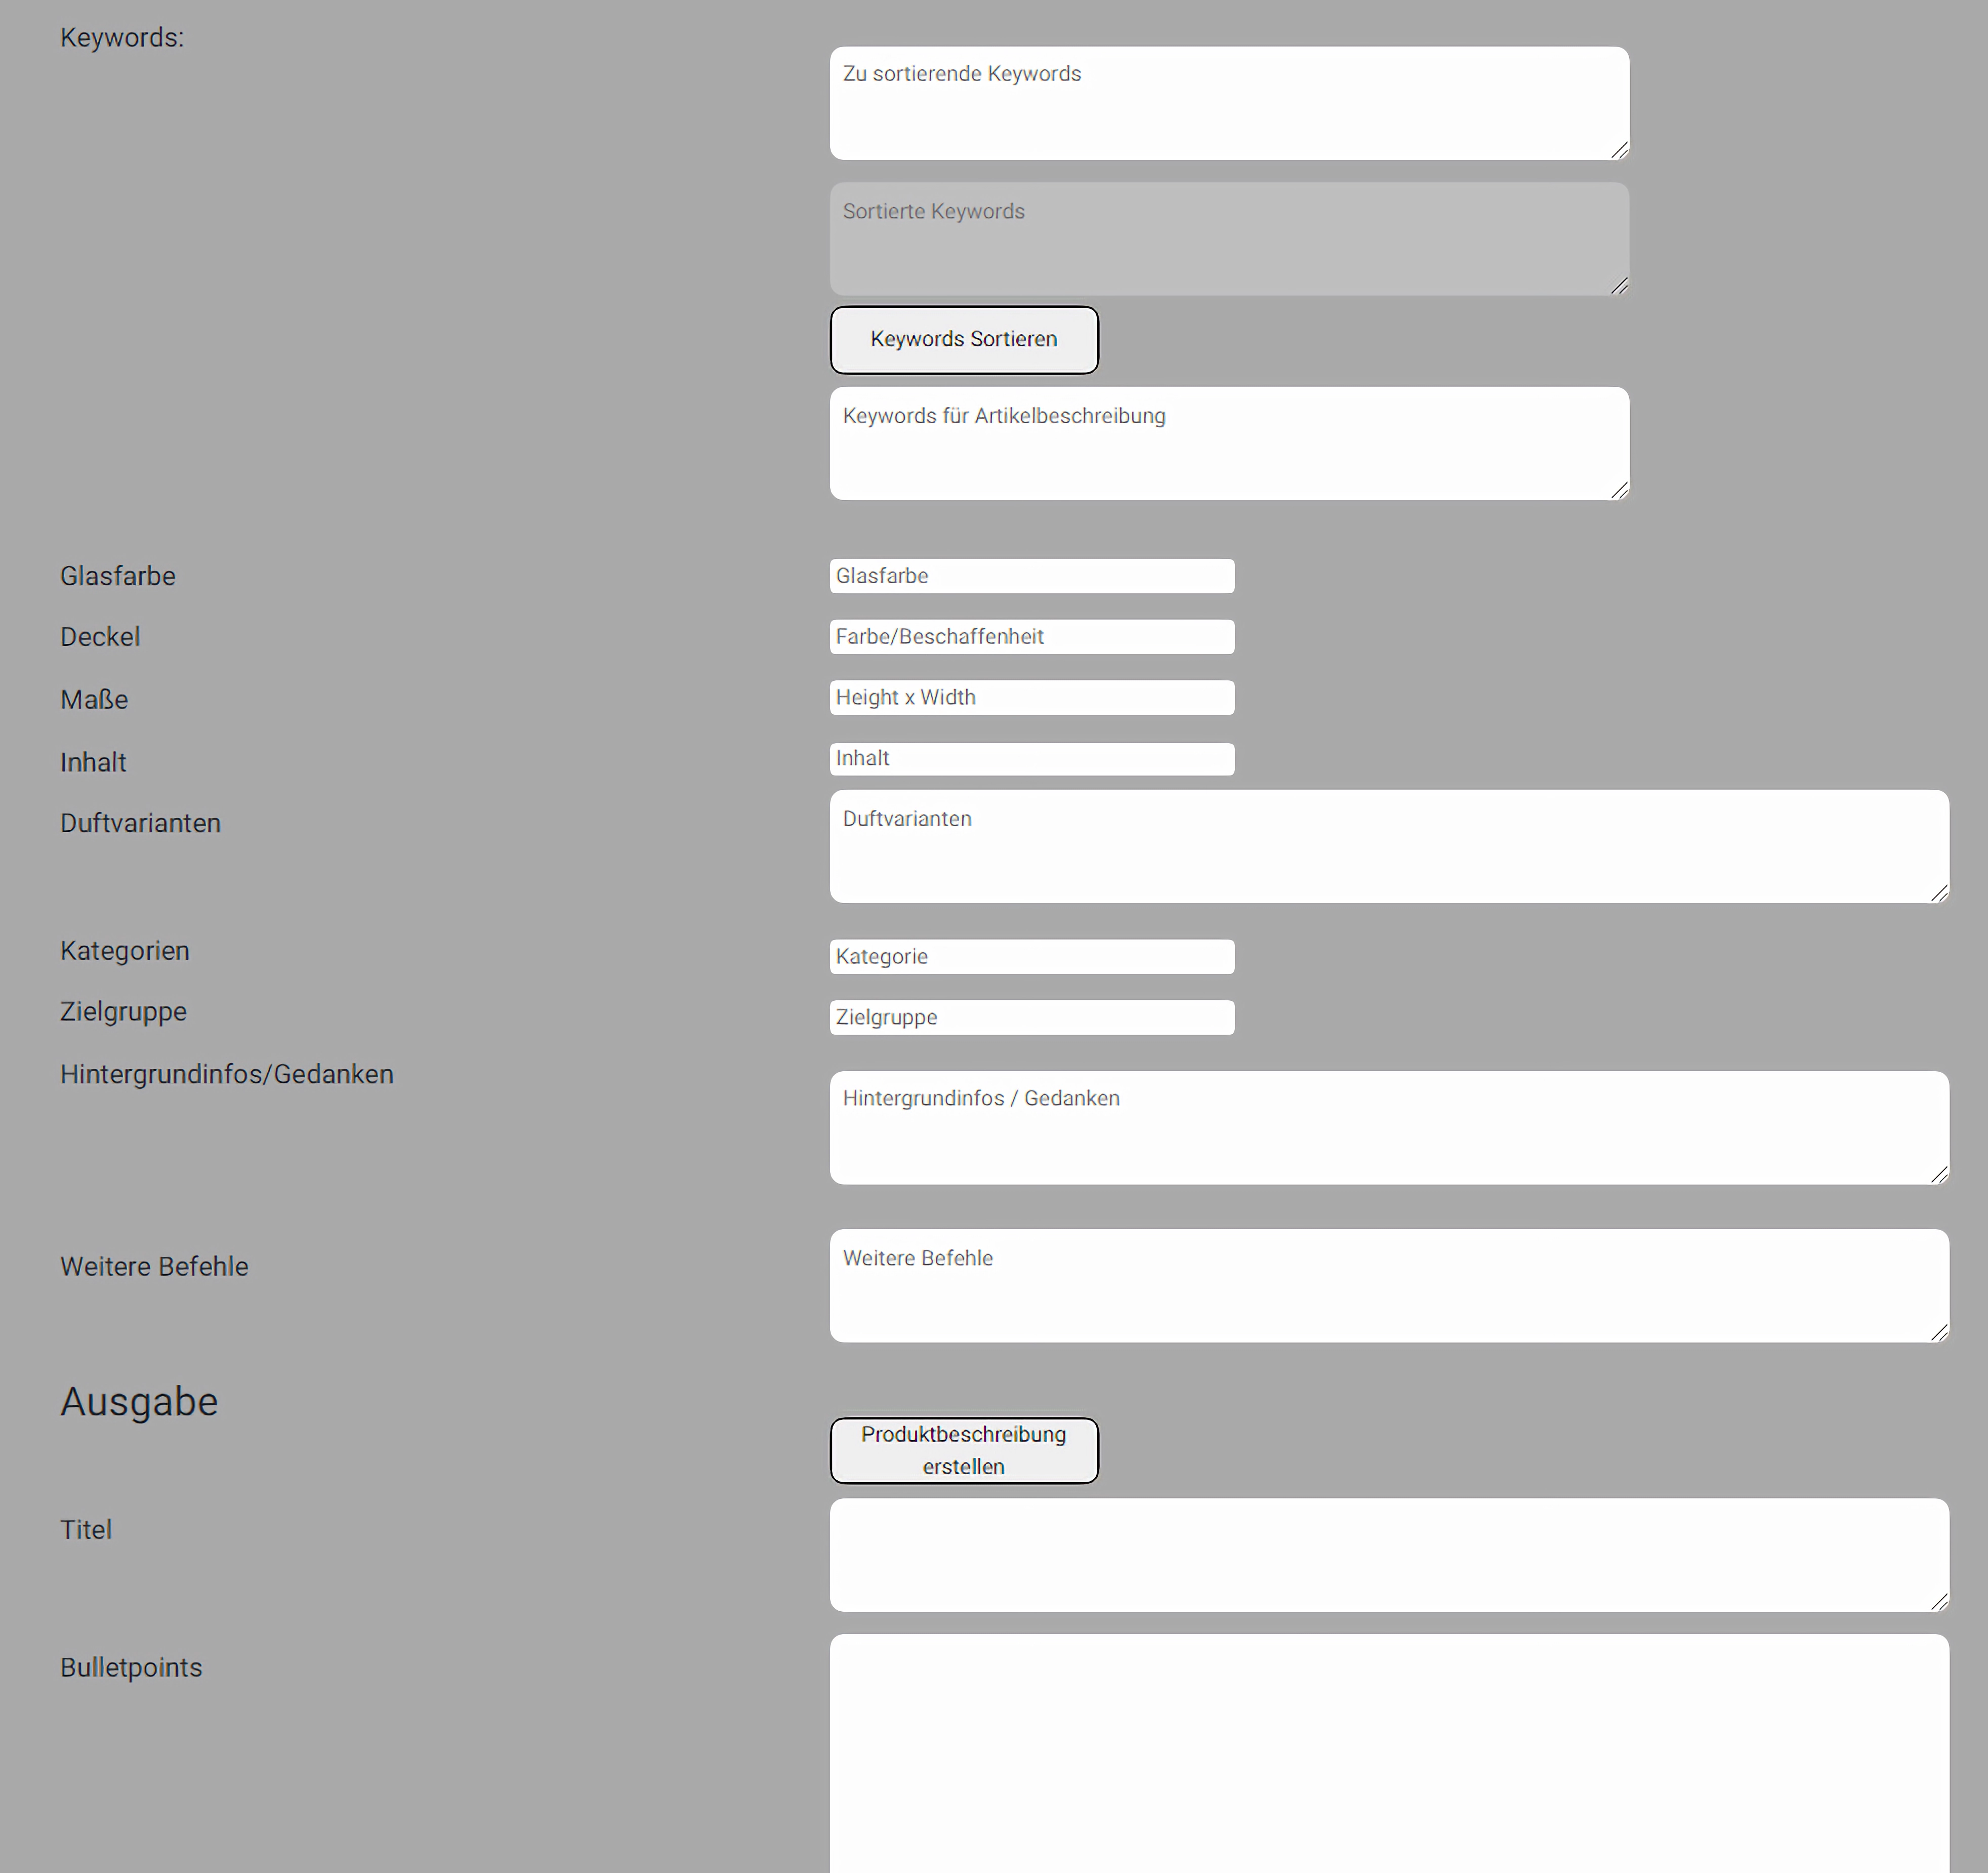 Keywords:
Zu sortierende Keywords
Sortierte Keywords
Keywords Sortieren
Keywords für Artikelbeschreibung
Glasfarbe
Glasfarbe
Deckel
Farbe/Beschaffenheit
Maße
Height x Width
Inhalt
Inhalt
Duftvarianten
Duftvarianten
Kategorien
Kategorie
Zielgruppe
Zielgruppe
Hintergrundinfos/Gedanken
Hintergrundinfos / Gedanken
Weitere Befehle
Weitere Befehle
Ausgabe
Produktbeschreibung
erstellen
Titel
Bulletpoints